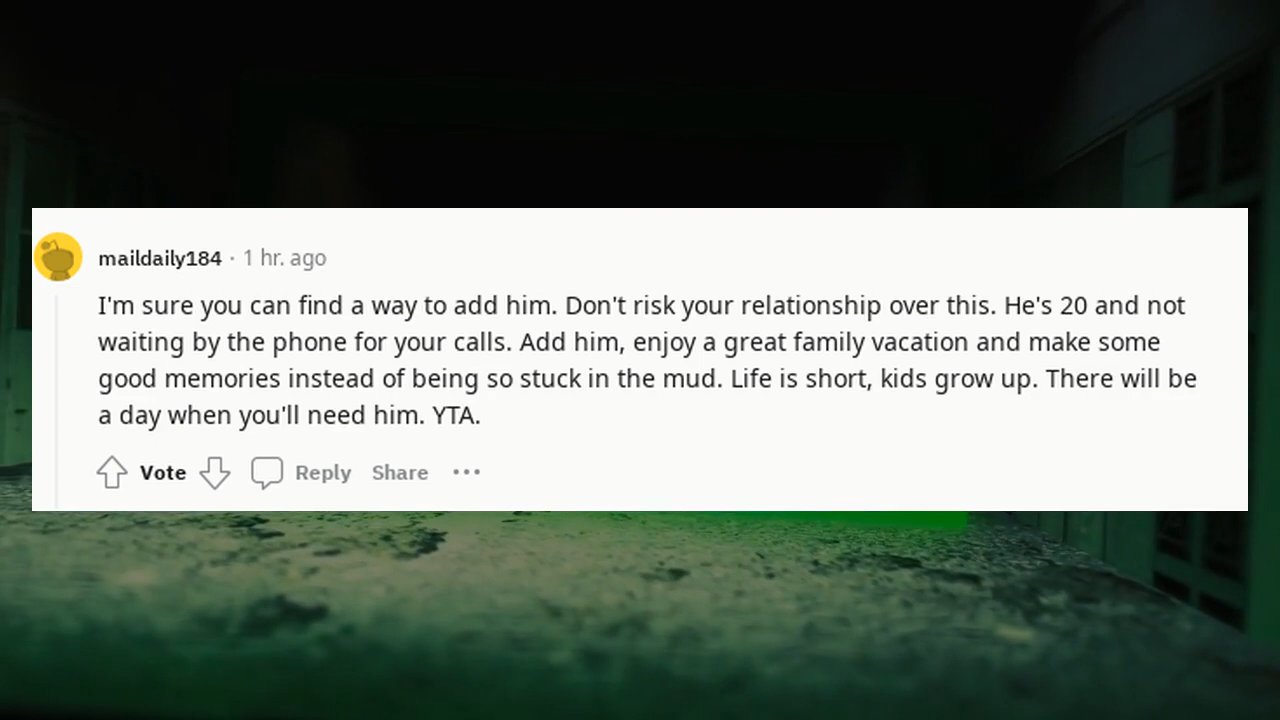 maildaily184 · 1 hr. ago
I'm sure you can find a way to add him. Don't risk your relationship over this. He's 20 and not
waiting by the phone for your calls. Add him, enjoy a great family vacation and make some
good memories instead of being so stuck in the mud. Life is short, kids grow up. There will be
a day when you'll need him. YTA.
Vote Reply Share •••